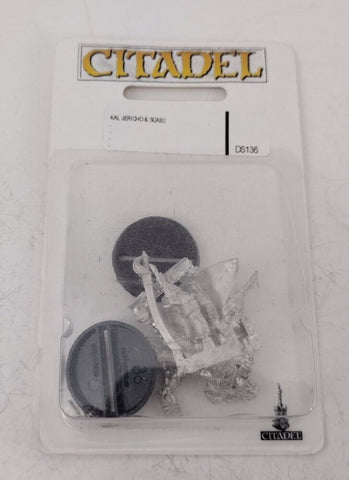 CITADEL
KAL JERICHO & SCABS
DS136
CITADEL